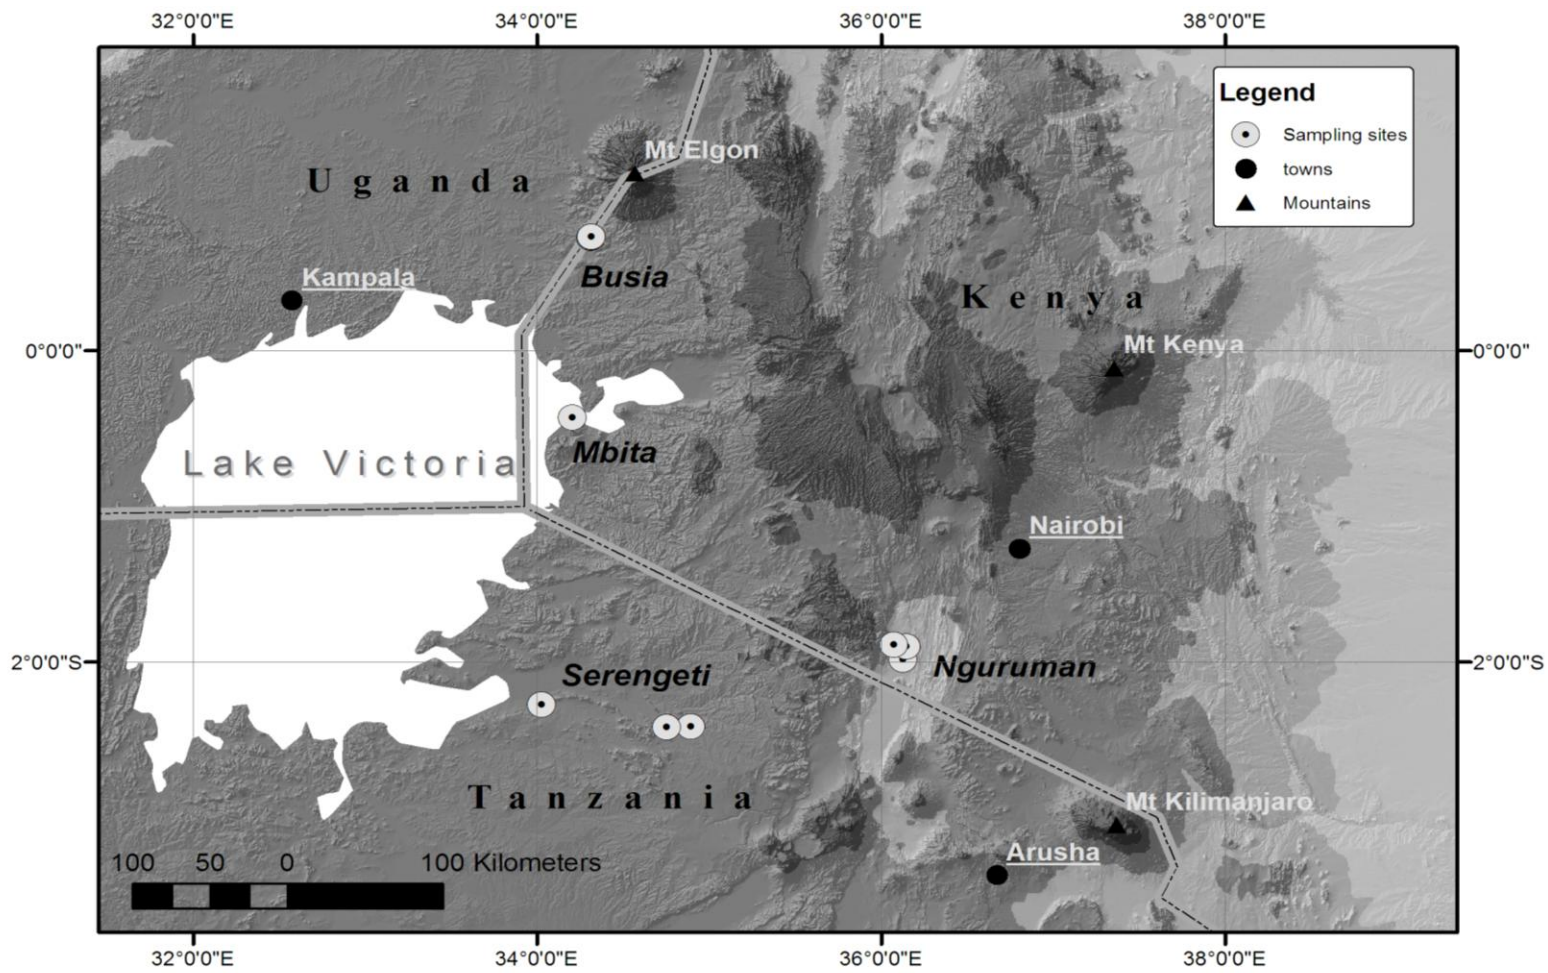 32°0'0"E 34°0'0"E 36°0'0"E 38°0'0"E
Legend
Sampling sites
towns
Mountains
Mt Elgon
Uganda
Busia
Kampala
Kenya
0°0'0" 0°0'0"
Mt Kenya
Mbita
Lake Victoria
Nairobi
2°0'0"S 2°0'0"S
Serengeti
Nguruman
Tanzania
Mt Kilimanjaro
Arusha
100 50 0 100 Kilometers
32°0'0"E 34°0'0"E 36°0'0"E 38°0'0"E